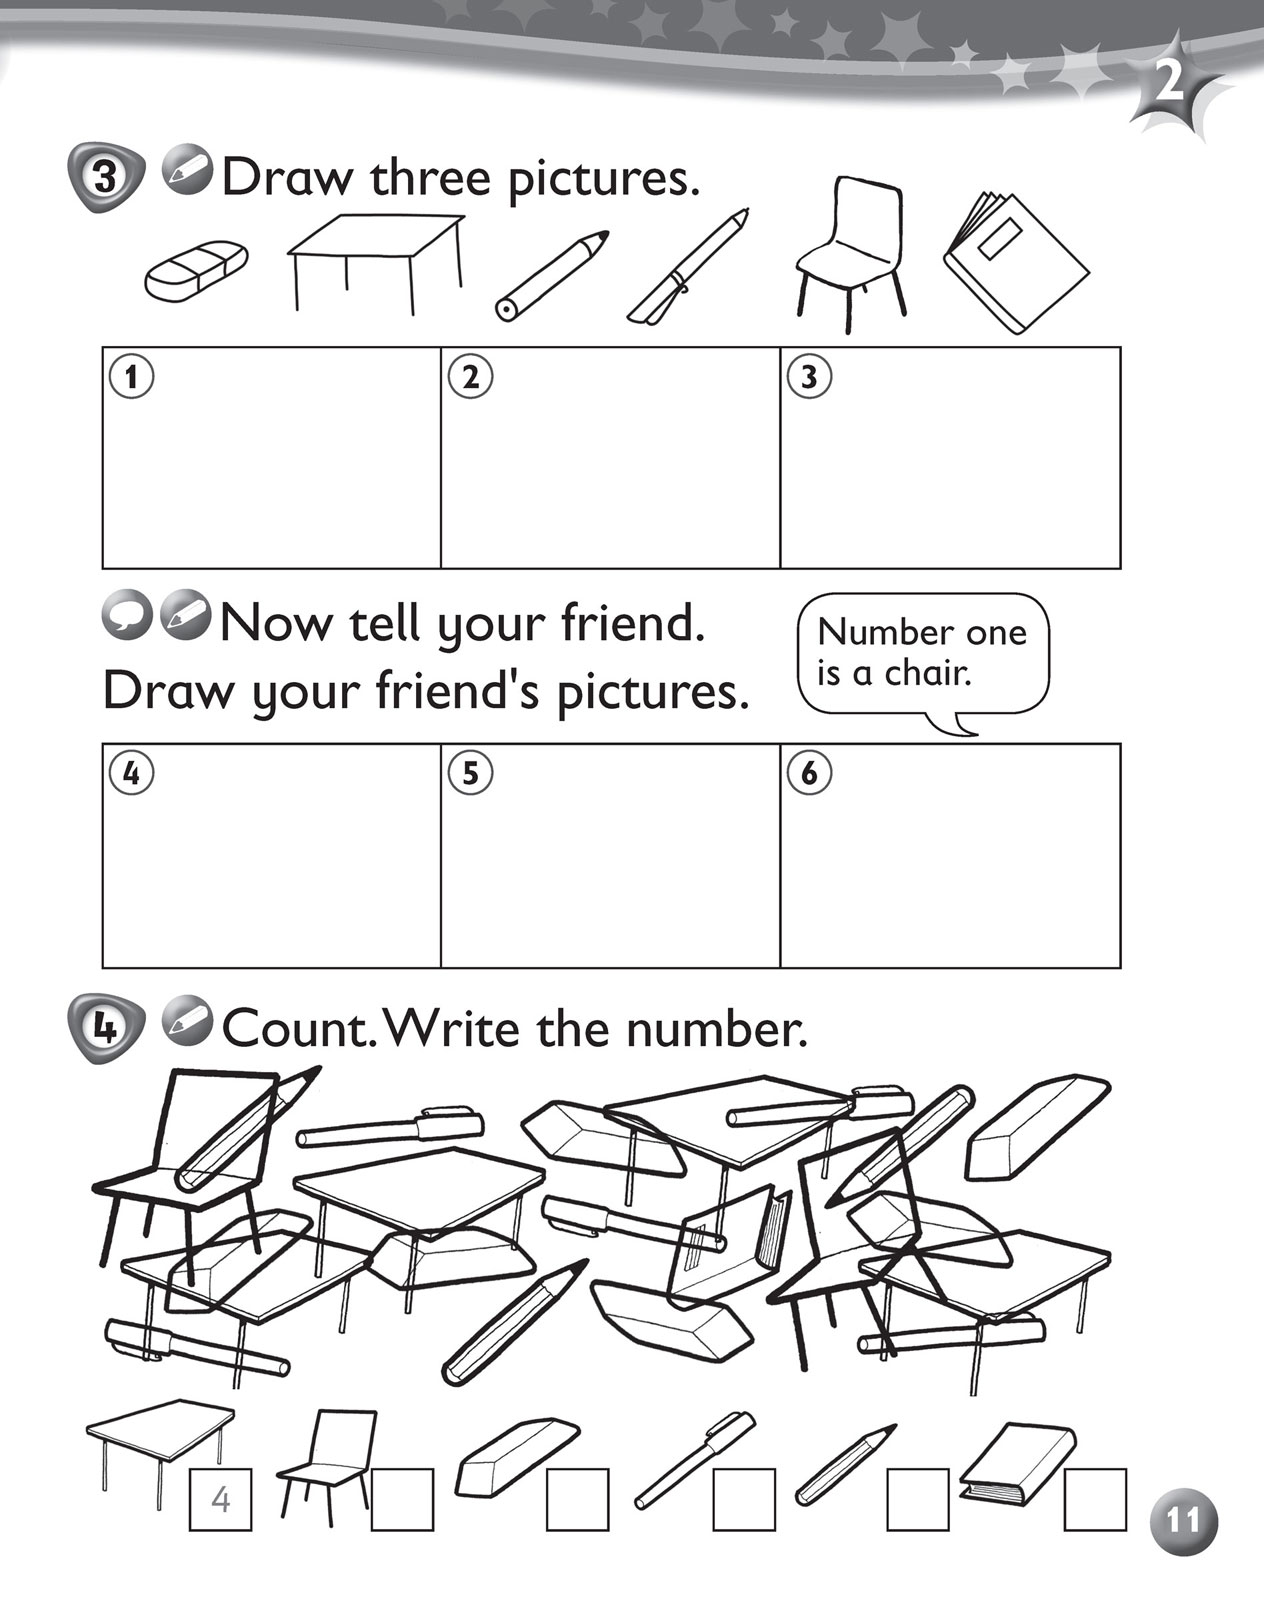 2
3 Draw three pictures.
1 2 3
Now tell your friend.
Draw your friend's pictures.
Number one
is a chair.
4 5 6
4 Count. Write the number.
4
11